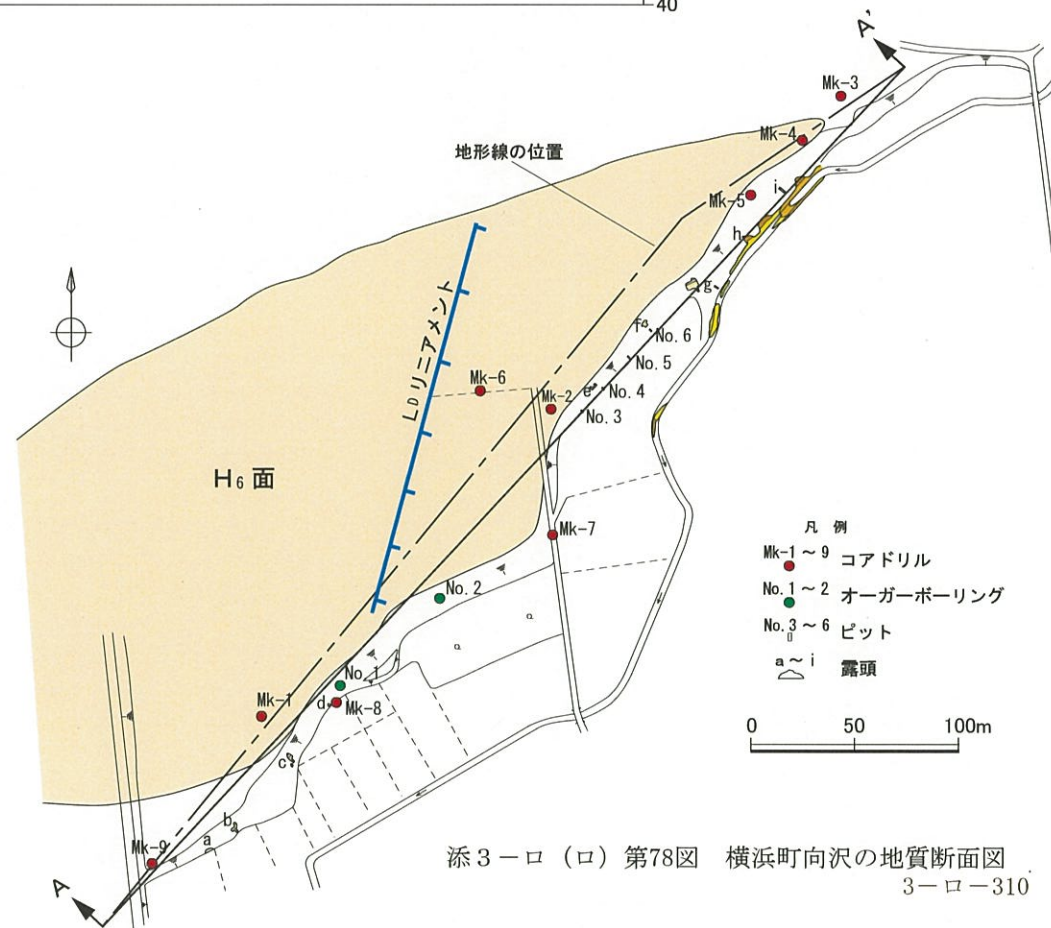 40
A'
Mk-3
Mk-4
地形線の位置
Mk-5
i
h
g
f
No. 6
No. 5
LDリニアメント
Mk-6
Mk-2
e
No. 4
No. 3
H6面
Mk-7
凡 例
Mk-1～9 コアドリル
No.1～2 オーガーボーリング
No.3～6 ピット
a～i 露頭
No. 2
No. 1
Mk-1
d
Mk-8
0 50 100m
c
b
a
Mk-9
A
添3－ロ（ロ）第78図 横浜町向沢の地質断面図
3－ロ－310